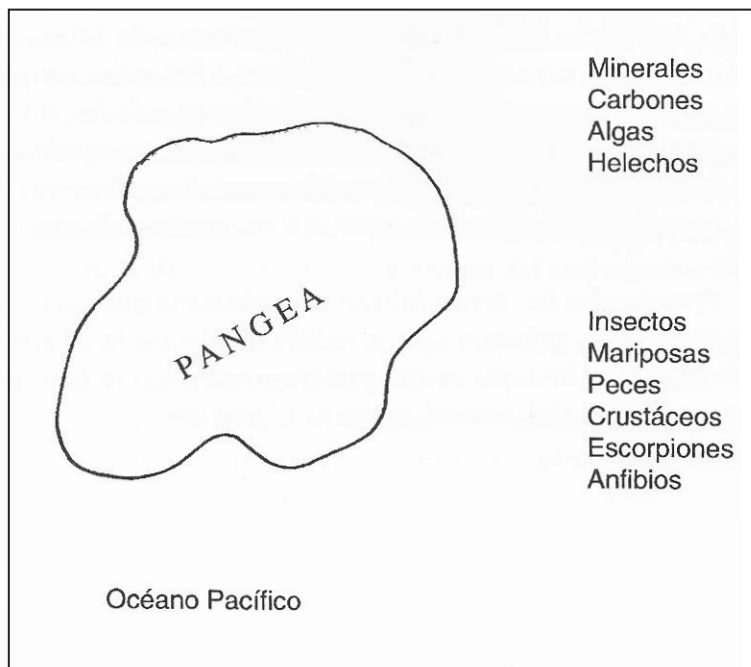 Minerales
Carbones
Algas
Helechos
PANGEA
Insectos
Mariposas
Peces
Crustáceos
Escorpiones
Anfibios
Océano Pacífico